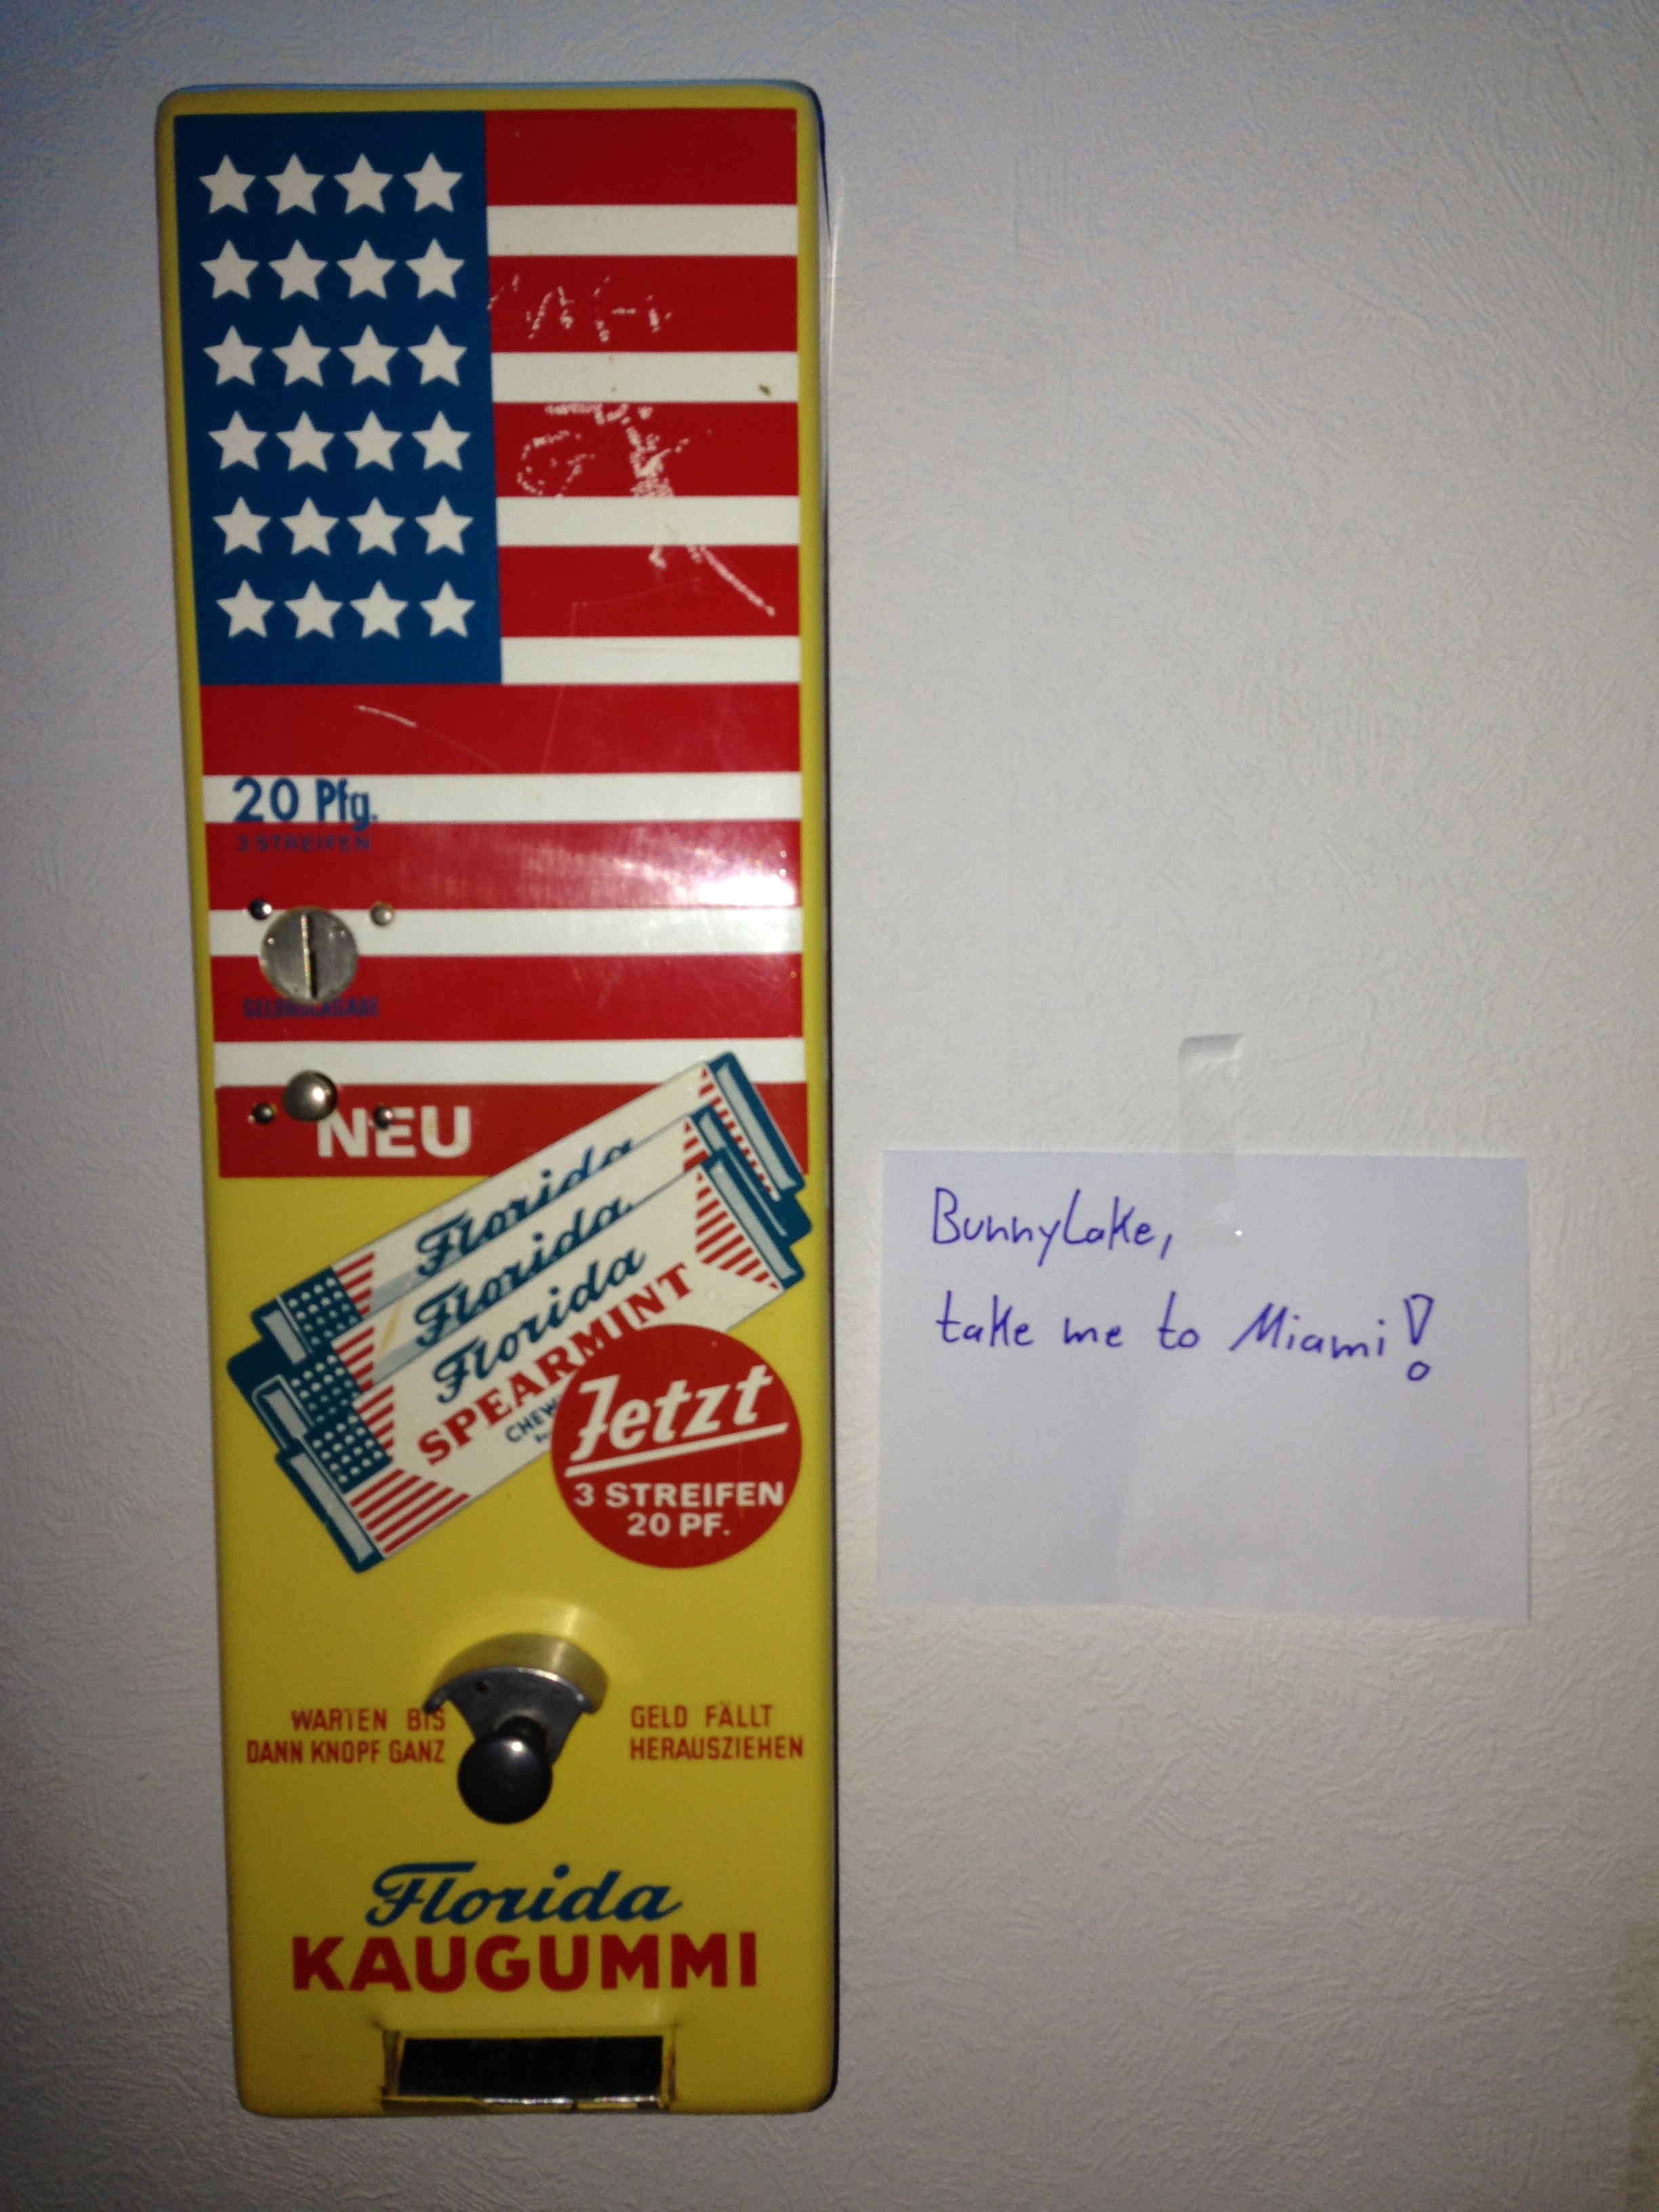 20 Pfg.
3 STREIFEN
GELDRÜCKGABE
NEU
Florida
Florida
Florida
SPEARMINT
Jetzt
3 STREIFEN
20 PF.
WARTEN BIS GELD FÄLLT
DANN KNOPF GANZ HERAUSZIEHEN
Florida
KAUGUMMI
BunnyLake,
take me to Miami!